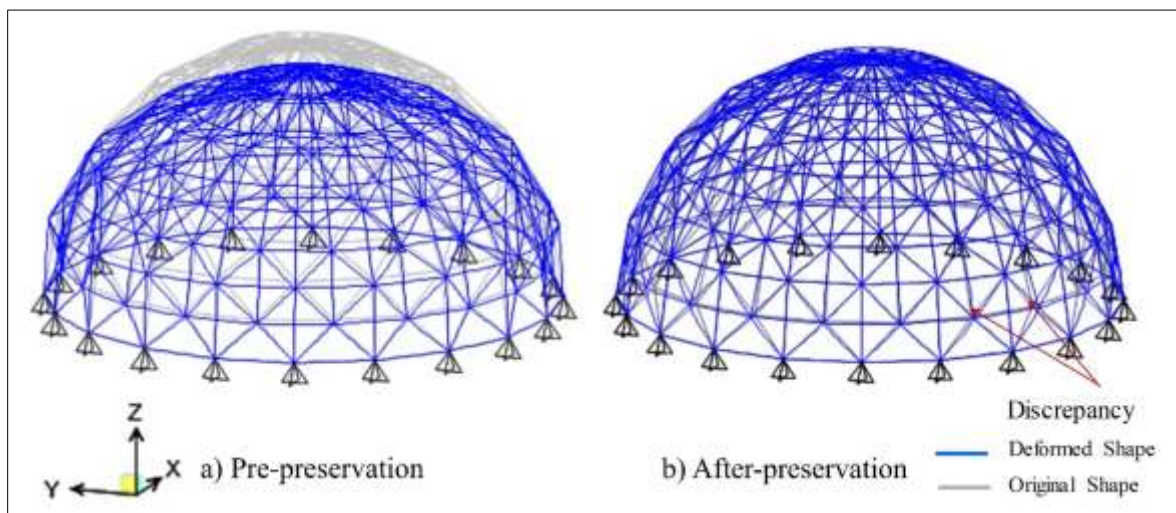 Z
X
Y
a) Pre-preservation
b) After-preservation
Discrepancy
Deformed Shape
Original Shape